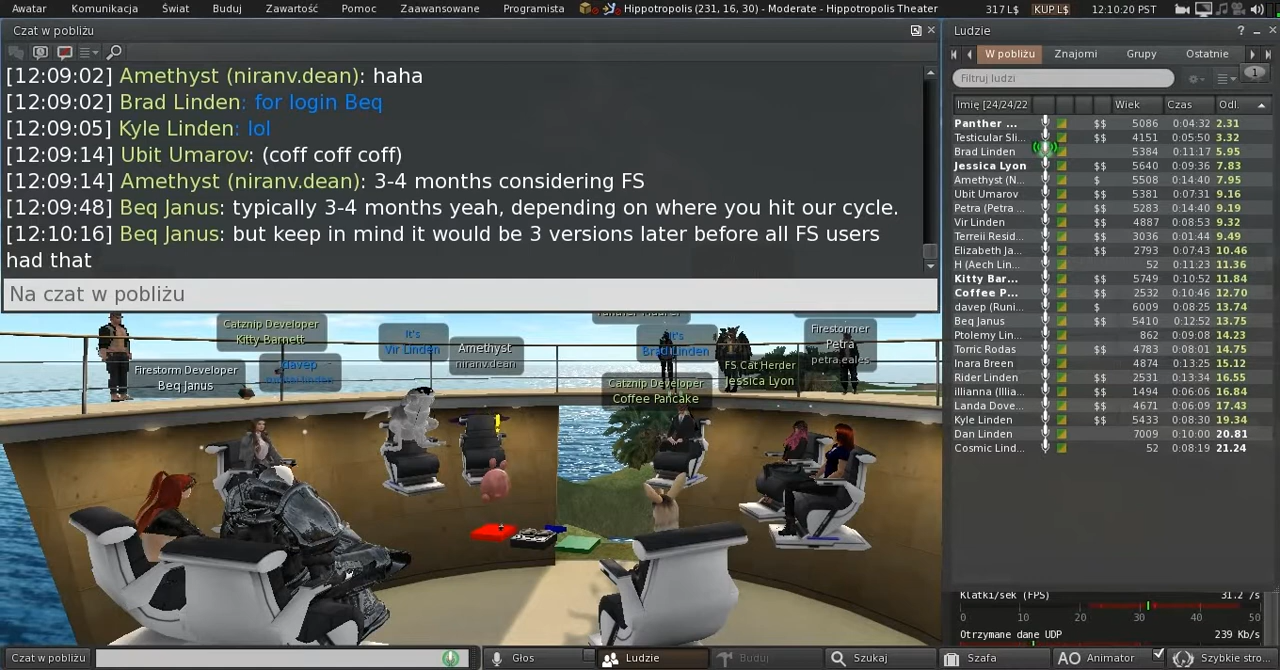 Awatar Komunikacja Świat Buduj Zawartość Pomoc Zaawansowane Programista Hippotropolis (231, 16, 30) - Moderate - Hippotropolis Theater 317 L$ KUP L$ 12:10:20 PST
Czat w pobliżu
[12:09:02] Amethyst (niranv.dean): haha
[12:09:02] Brad Linden: for login Beq
[12:09:05] Kyle Linden: lol
[12:09:14] Ubit Umarov: (coff coff coff)
[12:09:14] Amethyst (niranv.dean): 3-4 months considering FS
[12:09:48] Beq Janus: typically 3-4 months yeah, depending on where you hit our cycle.
[12:10:16] Beq Janus: but keep in mind it would be 3 versions later before all FS users
had that
Na czat w pobliżu
Catznip Developer
Kitty Barnett
It's
Vir Linden
Amethyst
niranv.dean
It's
Brad Linden
Firestormer
Petra
petra.eales
Firestorm Developer
Beq Janus
davep
FS Cat Herder
Jessica Lyon
Catznip Developer
Coffee Pancake
Ludzie
W pobliżu Znajomi Grupy Ostatnie
Filtruj ludzi
1
Imię [24/24/22 Wiek Czas Odl.
Panther ... $$ 5086 0:04:32 2.31
Testicular Sli... $$ 4151 0:05:50 3.32
Brad Linden 5384 0:11:17 5.95
Jessica Lyon $$ 5640 0:09:36 7.83
Amethyst (N... $$ 5508 0:14:40 7.95
Ubit Umarov $$ 5381 0:07:31 9.16
Petra (Petra ... $$ 5283 0:14:40 9.19
Vir Linden $$ 4887 0:08:53 9.32
Terreii Resid... $$ 3036 0:01:44 9.49
Elizabeth Ja... $$ 2793 0:07:43 10.46
H (Aech Lin... 52 0:11:23 11.36
Kitty Bar... $$ 5749 0:10:52 11.84
Coffee P... $$ 2532 0:10:46 12.70
davep (Runi... $ 6009 0:08:25 13.74
Beq Janus $$ 5410 0:12:52 13.75
Ptolemy Lin... 862 0:09:08 14.23
Torric Rodas $$ 4783 0:08:01 14.75
Inara Breen 4874 0:13:25 15.12
Rider Linden $$ 2531 0:13:34 16.55
illianna (Illia... $$ 1494 0:06:06 16.84
Landa Dove... $$ 4671 0:06:09 17.43
Kyle Linden $$ 5433 0:08:30 19.34
Dan Linden 7009 0:10:00 20.81
Cosmic Lind... 52 0:08:19 21.24
Klatki/sek (FPS) 31.2 /s
0 10 20 30 40 50
Otrzymane dane UDP 239 Kb/s
Czat w pobliżu Głos Ludzie Buduj Szukaj Szafa AO Animator Szybkie stro...